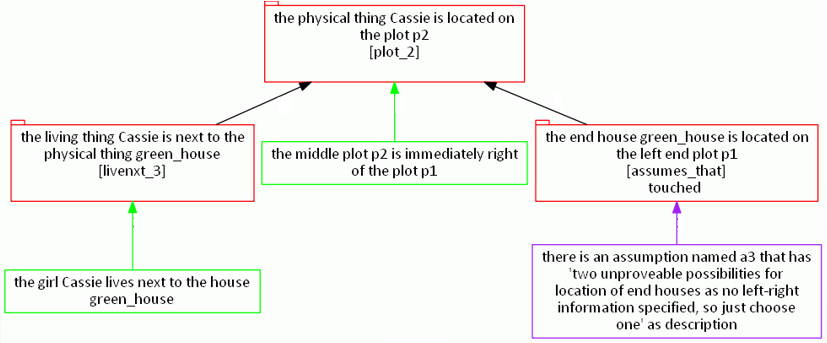 the physical thing Cassie is located on
the plot p2
[plot_2]
the living thing Cassie is next to the
physical thing green_house
[livenxt_3]
the middle plot p2 is immediately right
of the plot p1
the end house green_house is located on
the left end plot p1
[assumes_that]
touched
the girl Cassie lives next to the house
green_house
there is an assumption named a3 that has
'two unproveable possibilities for
location of end houses as no left-right
information specified, so just choose
one' as description